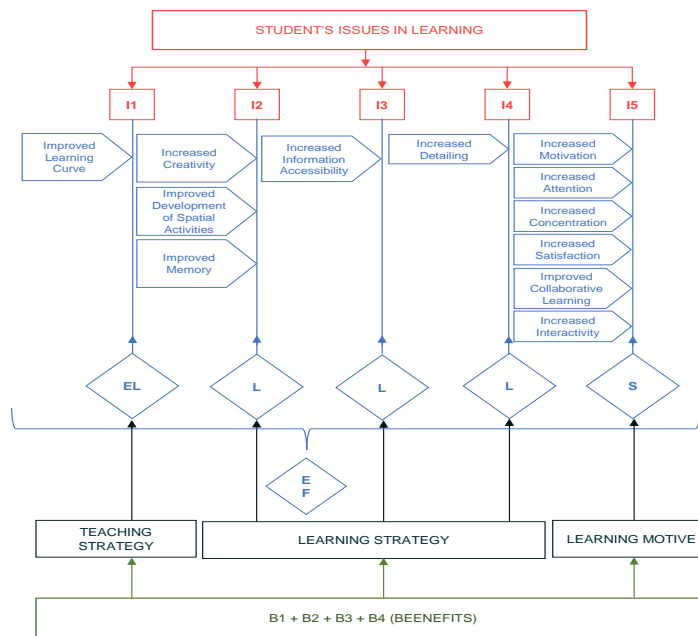 STUDENT'S ISSUES IN LEARNING
I1
I2
I3
I4
I5
Improved
Learning
Curve
Increased
Creativity
Improved
Development
of Spatial
Activities
Improved
Memory
Increased
Information
Accessibility
Increased
Detailing
Increased
Motivation
Increased
Attention
Increased
Concentration
Increased
Satisfaction
Improved
Collaborative
Learning
Increased
Interactivity
EL
L
L
L
S
E
F
TEACHING
STRATEGY
LEARNING STRATEGY
LEARNING MOTIVE
B1 + B2 + B3 + B4 (BEENEFITS)